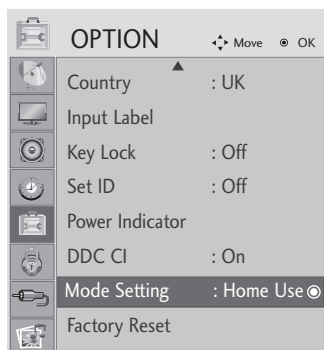 OPTION Move OK
Country : UK
Input Label
Key Lock : Off
Set ID : Off
Power Indicator
DDC CI : On
Mode Setting : Home Use
Factory Reset